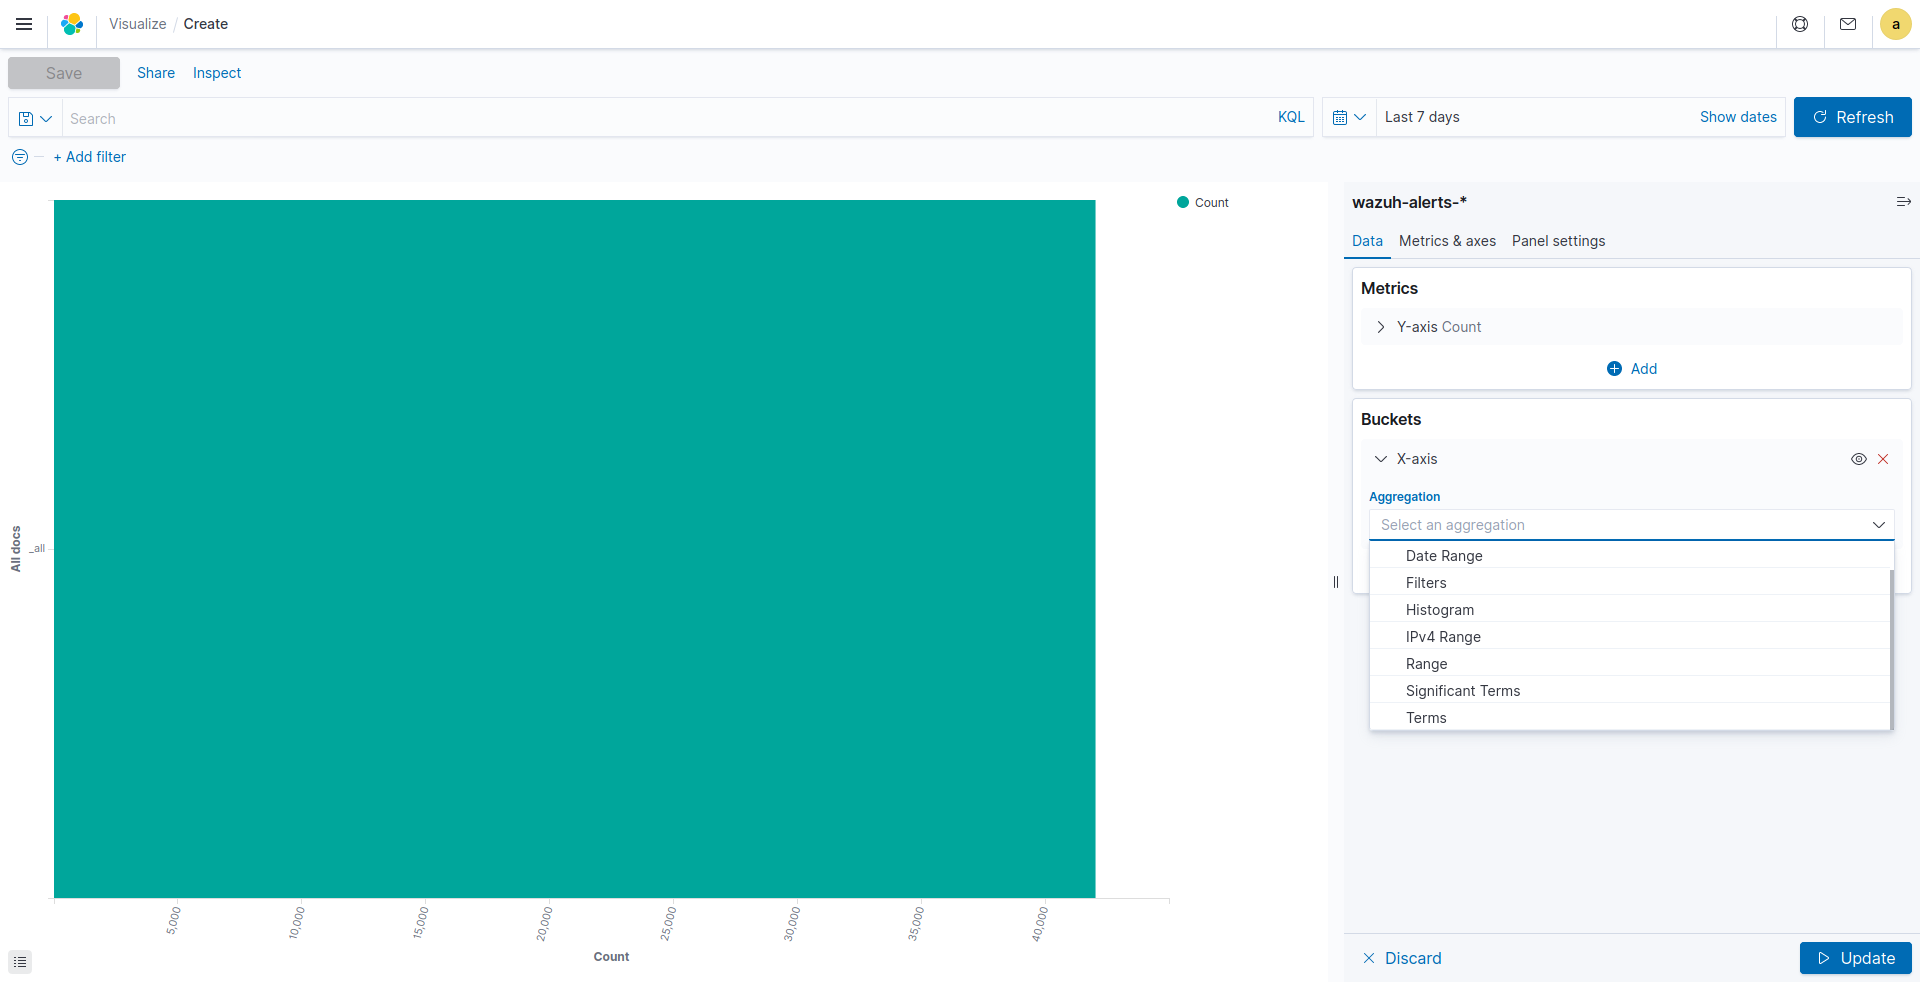 Visualize / Create
a
Save
Share
Inspect
Search
KQL
Last 7 days
Show dates
Refresh
+ Add filter
Count
All docs
_all
5,000
10,000
15,000
20,000
25,000
30,000
35,000
40,000
Count
wazuh-alerts-*
Data
Metrics & axes
Panel settings
Metrics
Y-axis Count
Add
Buckets
X-axis
Aggregation
Select an aggregation
Date Range
Filters
Histogram
IPv4 Range
Range
Significant Terms
Terms
Discard
Update